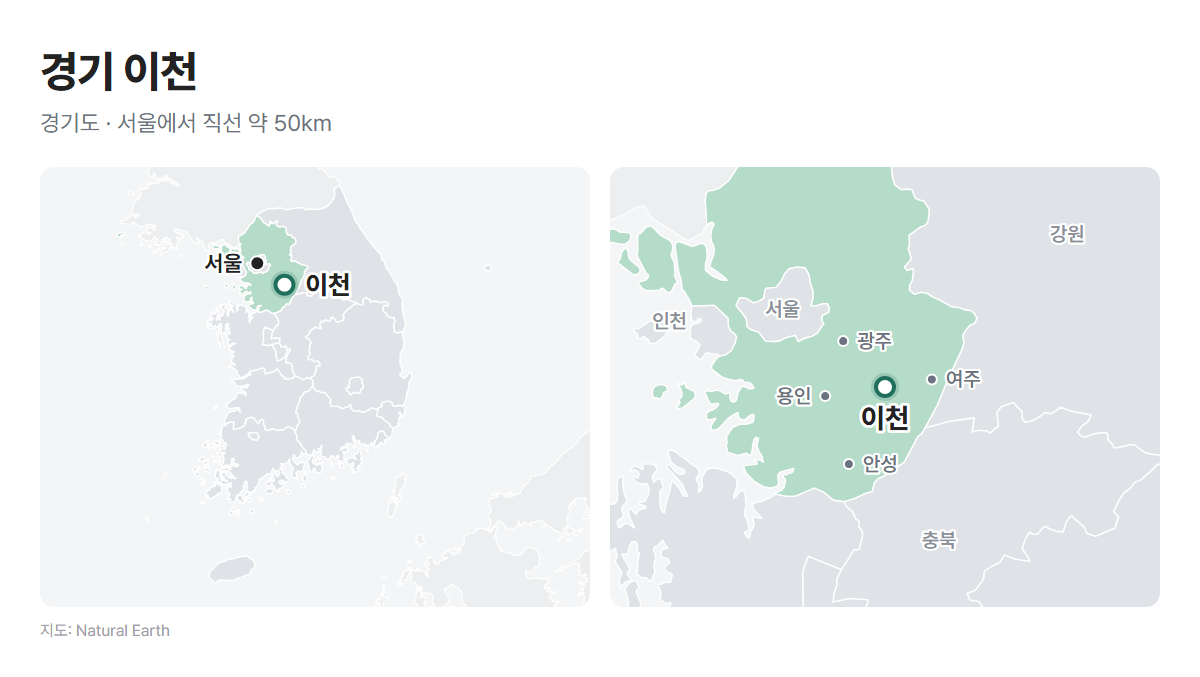 경기 이천
경기도 · 서울에서 직선 약 50km
서울
이천
강원
서울
인천
광주
여주
용인
이천
안성
충북
지도: Natural Earth